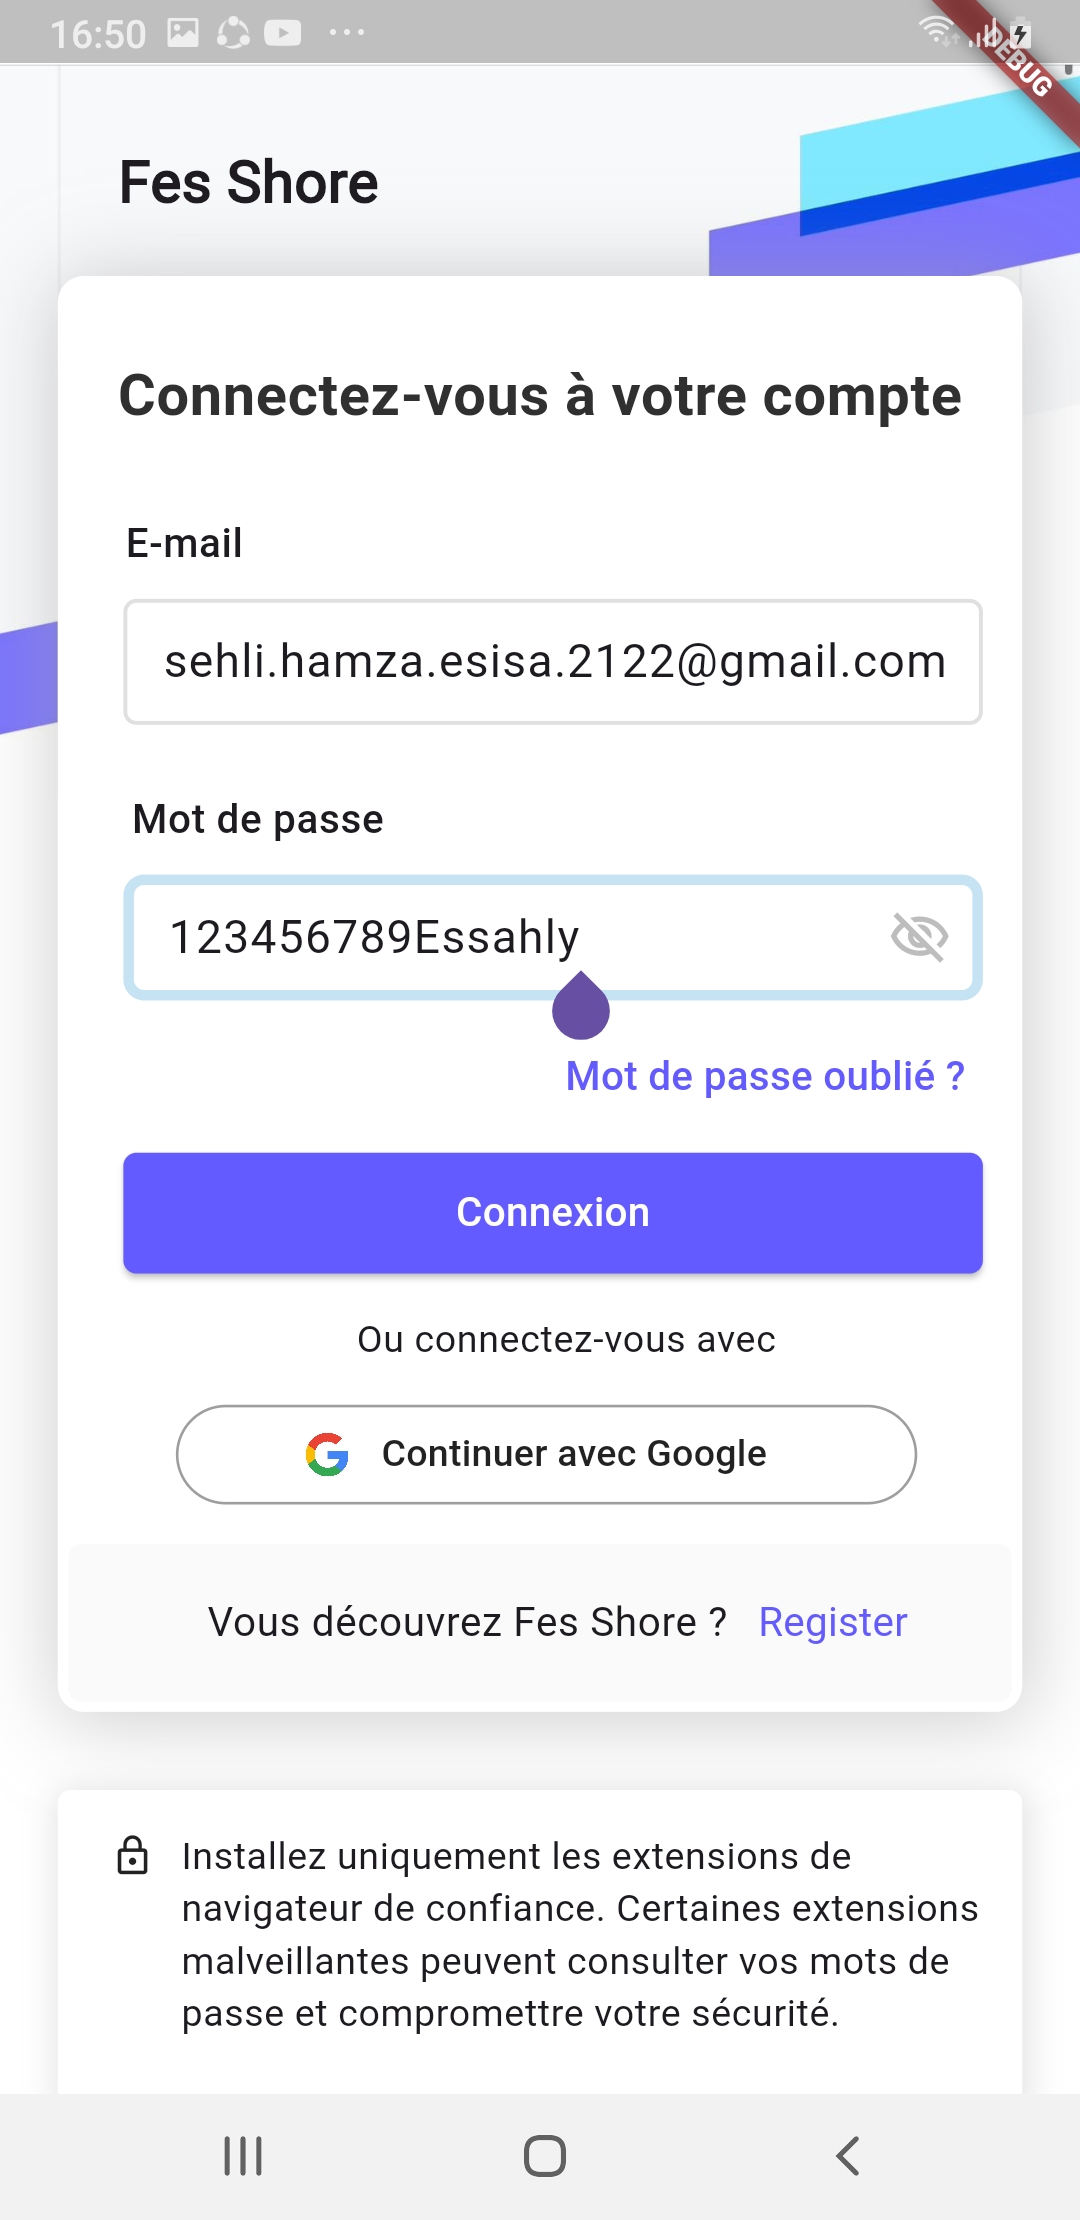 16:50
DEBUG
Fes Shore
Connectez-vous à votre compte
E-mail
sehli.hamza.esisa.2122@gmail.com
Mot de passe
123456789Essahly
Mot de passe oublié ?
Connexion
Ou connectez-vous avec
Continuer avec Google
Vous découvrez Fes Shore ? Register
Installez uniquement les extensions de
navigateur de confiance. Certaines extensions
malveillantes peuvent consulter vos mots de
passe et compromettre votre sécurité.